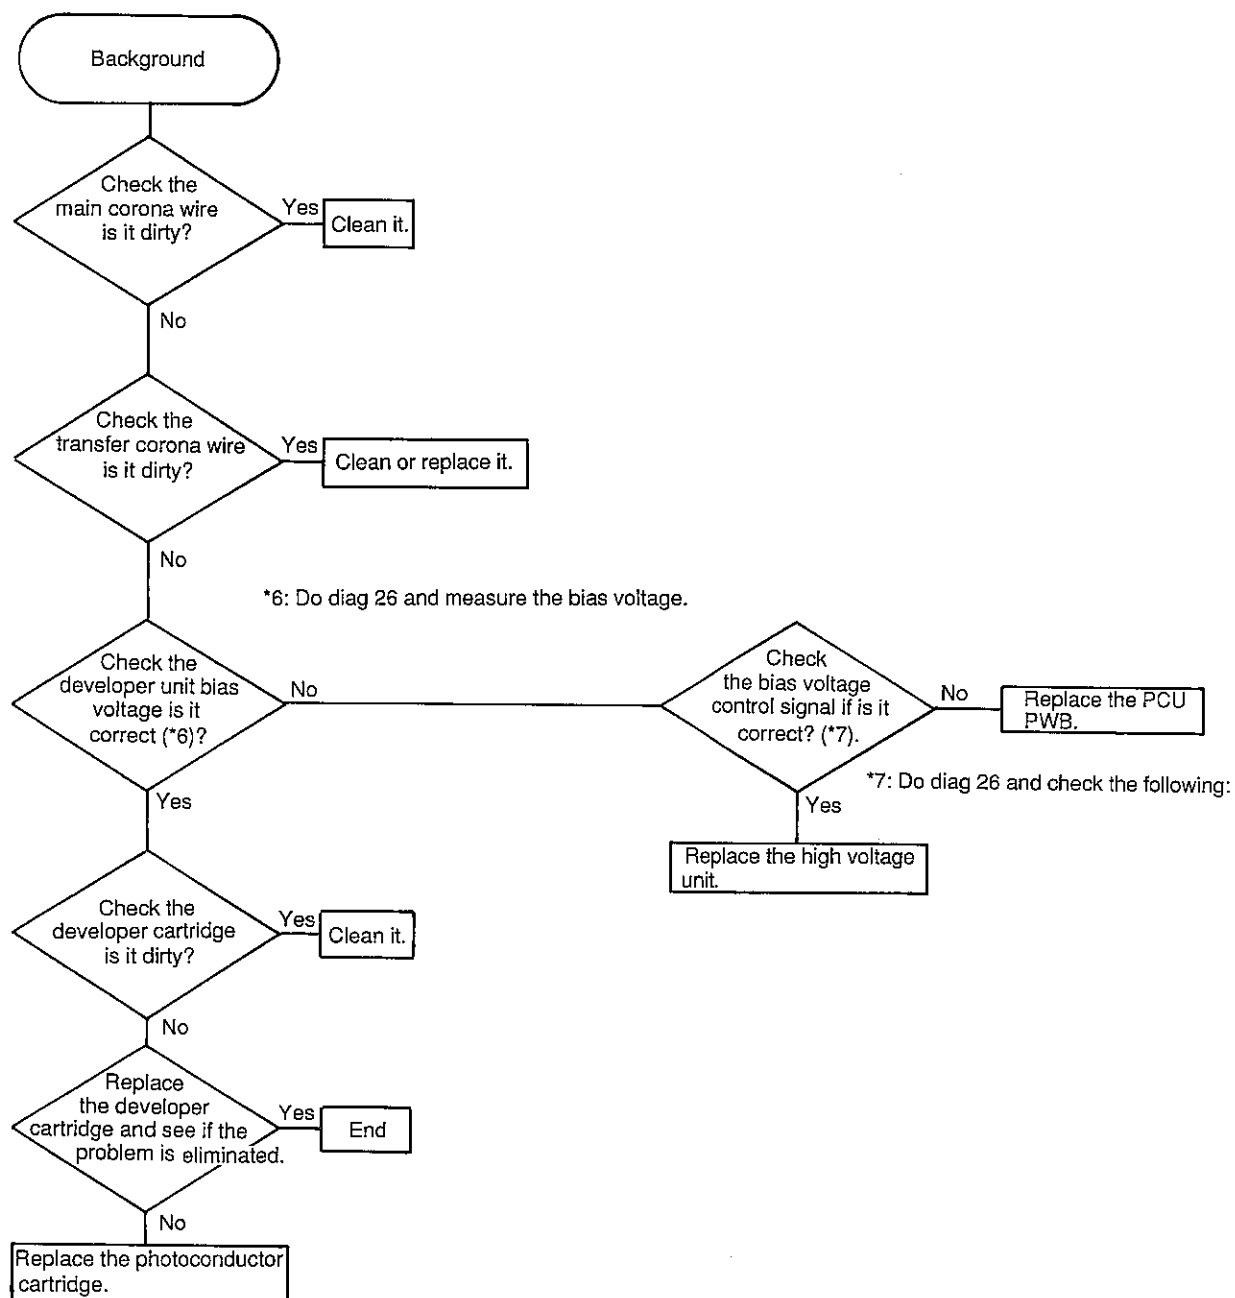 Background
Check the
main corona wire
is it dirty?
Yes
Clean it.
No
Check the
transfer corona wire
is it dirty?
Yes
Clean or replace it.
No
*6: Do diag 26 and measure the bias voltage.
Check the
developer unit bias
voltage is it
correct (*6)?
No
Check
the bias voltage
control signal if is it
correct? (*7).
No
Replace the PCU
PWB.
*7: Do diag 26 and check the following:
Yes
Yes
Replace the high voltage
unit.
Check the
developer cartridge
is it dirty?
Yes
Clean it.
No
Replace
the developer
cartridge and see if the
problem is eliminated.
Yes
End
No
Replace the photoconductor
cartridge.